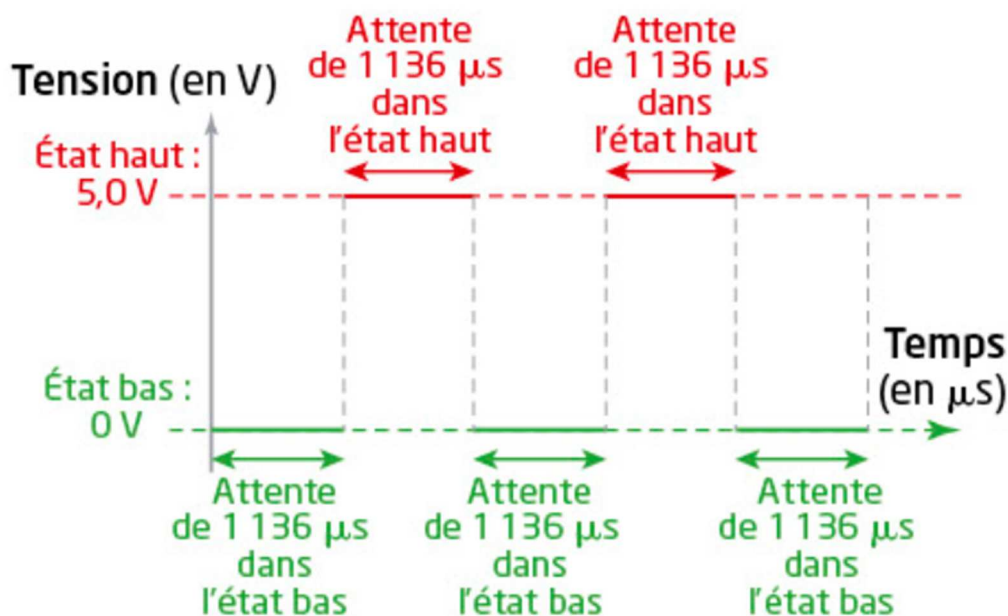 Attente
de 1 136 µs
dans
l'état haut
Attente
de 1 136 µs
dans
l'état haut
Tension (en V)
État haut :
5,0 V
État bas :
0 V
Temps
(en µs)
Attente
de 1 136 µs
dans
l'état bas
Attente
de 1 136 µs
dans
l'état bas
Attente
de 1 136 µs
dans
l'état bas